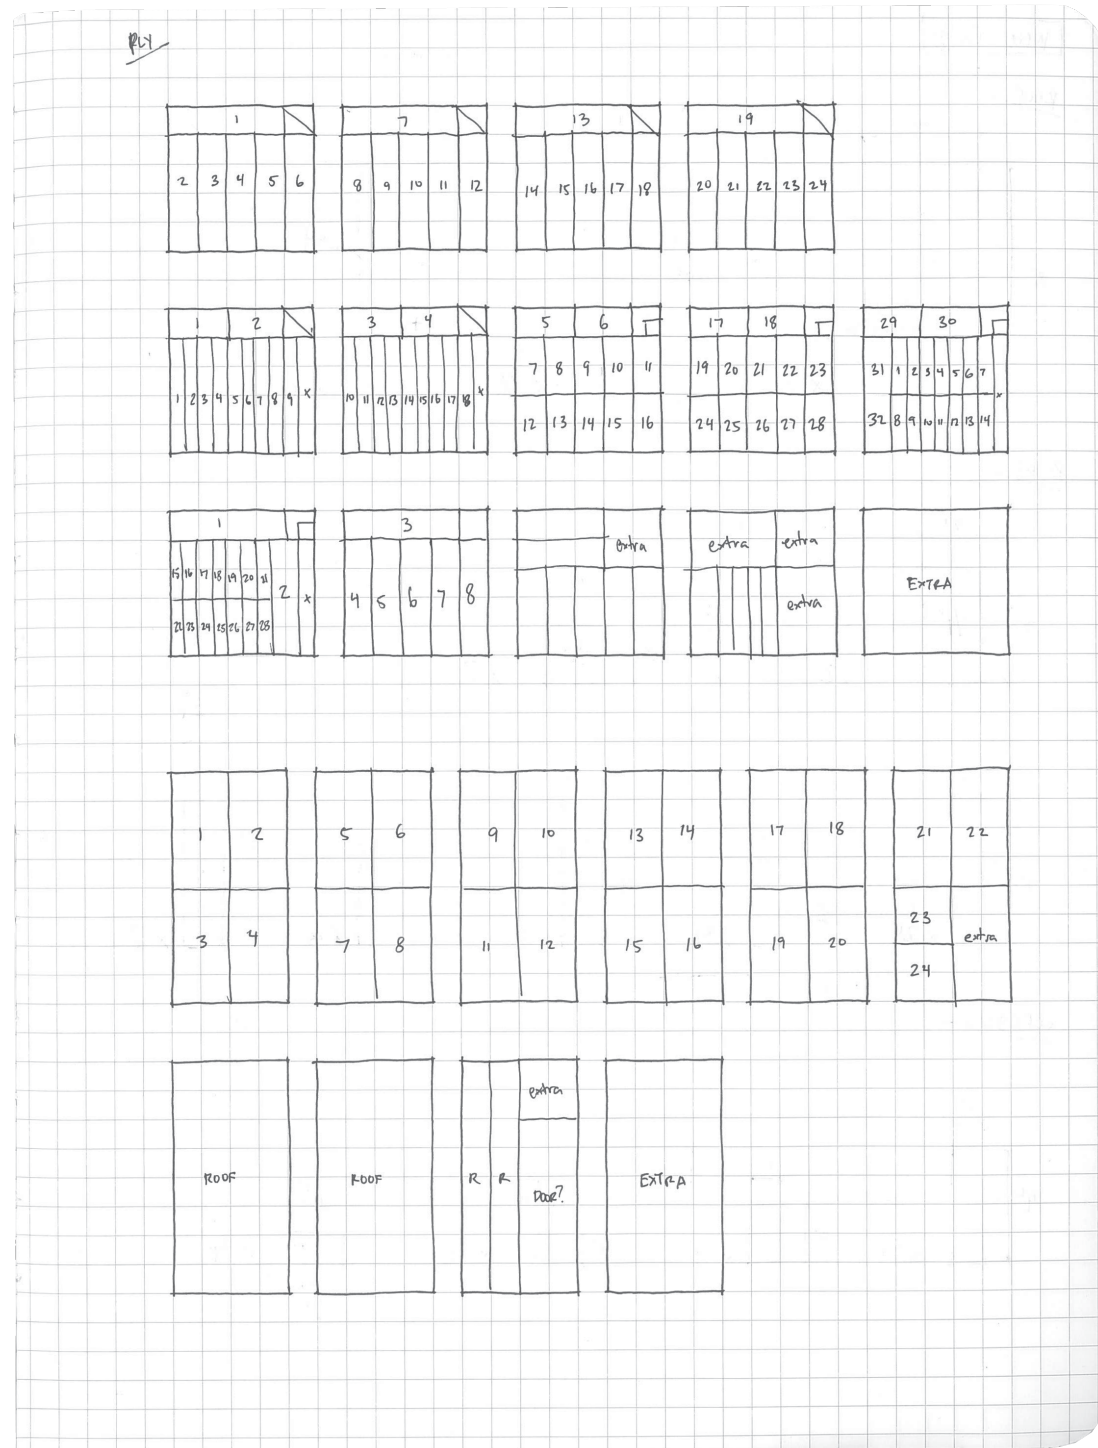 PLY
1 7 13 19
2 3 4 5 6 8 9 10 11 12 14 15 16 17 18 20 21 22 23 24
1 2 3 4 5 6 17 18 29 30
7 8 9 10 11 19 20 21 22 23 31 1 2 3 4 5 6 7
1 2 3 4 5 6 7 8 9 x 10 11 12 13 14 15 16 17 18 x x
12 13 14 15 16 24 25 26 27 28 32 8 9 10 11 12 13 14
1 3
extra extra extra
15 16 17 18 19 20 21 EXTRA
2 x 4 5 6 7 8 extra
22 23 24 25 26 27 28
1 2 5 6 9 10 13 14 17 18 21 22
23
3 4 7 8 11 12 15 16 19 20 extra
24
extra
ROOF ROOF R R EXTRA
DOOR?